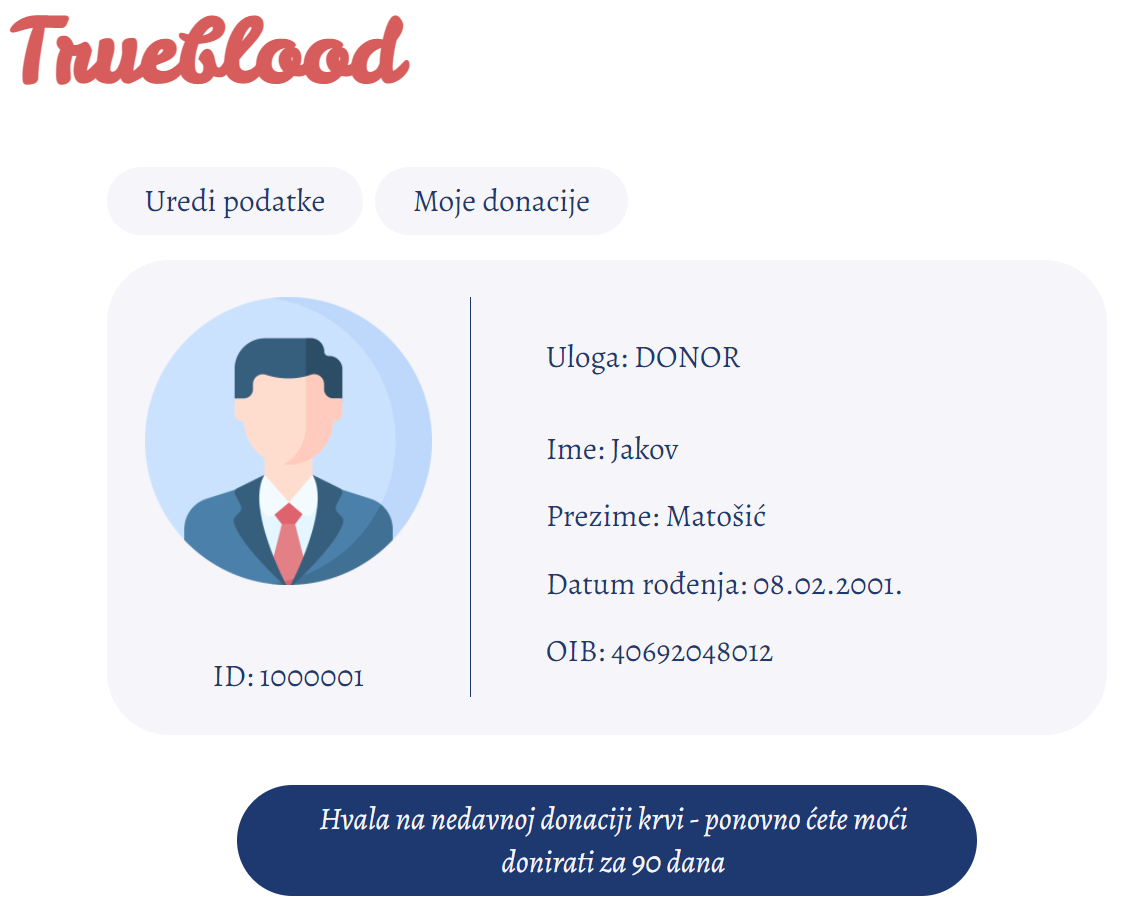 Trueblood
Uredi podatke
Moje donacije
Uloga: DONOR
Ime: Jakov
Prezime: Matošić
Datum rođenja: 08.02.2001.
OIB: 40692048012
ID: 1000001
Hvala na nedavnoj donaciji krvi - ponovno ćete moći
donirati za 90 dana